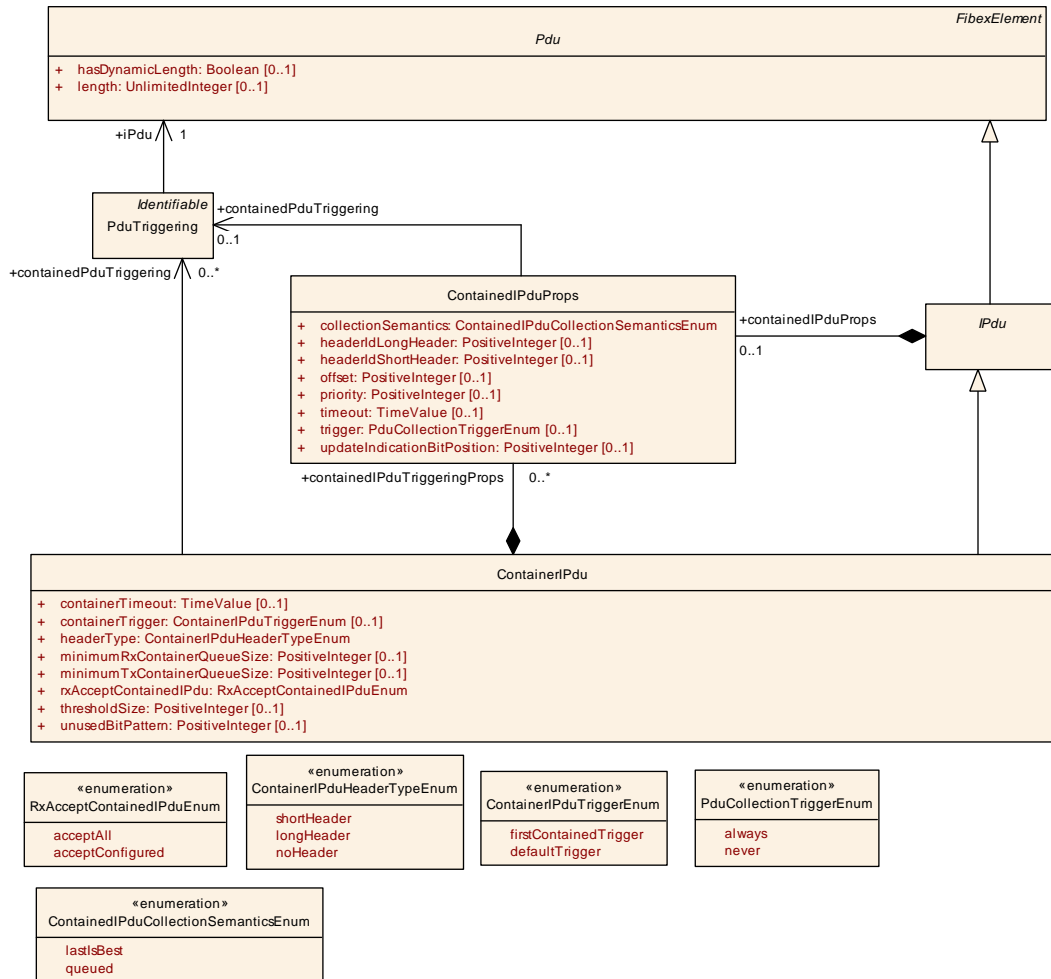 FibexElement
Pdu
+ hasDynamicLength: Boolean [0..1]
+ length: UnlimitedInteger [0..1]
+iPdu 1
Identifiable
PduTriggering
+containedPduTriggering
0..1
+containedPduTriggering 0..*
ContainedIPduProps
+ collectionSemantics: ContainedIPduCollectionSemanticsEnum
+ headerIdLongHeader: PositiveInteger [0..1]
+ headerIdShortHeader: PositiveInteger [0..1]
+ offset: PositiveInteger [0..1]
+ priority: PositiveInteger [0..1]
+ timeout: TimeValue [0..1]
+ trigger: PduCollectionTriggerEnum [0..1]
+ updateIndicationBitPosition: PositiveInteger [0..1]
+containedIPduProps
0..1
IPdu
+containedIPduTriggeringProps 0..*
ContainerIPdu
+ containerTimeout: TimeValue [0..1]
+ containerTrigger: ContainerIPduTriggerEnum [0..1]
+ headerType: ContainerIPduHeaderTypeEnum
+ minimumRxContainerQueueSize: PositiveInteger [0..1]
+ minimumTxContainerQueueSize: PositiveInteger [0..1]
+ rxAcceptContainedIPdu: RxAcceptContainedIPduEnum
+ thresholdSize: PositiveInteger [0..1]
+ unusedBitPattern: PositiveInteger [0..1]
«enumeration»
RxAcceptContainedIPduEnum
acceptAll
acceptConfigured
«enumeration»
ContainerIPduHeaderTypeEnum
shortHeader
longHeader
noHeader
«enumeration»
ContainerIPduTriggerEnum
firstContainedTrigger
defaultTrigger
«enumeration»
PduCollectionTriggerEnum
always
never
«enumeration»
ContainedIPduCollectionSemanticsEnum
lastIsBest
queued